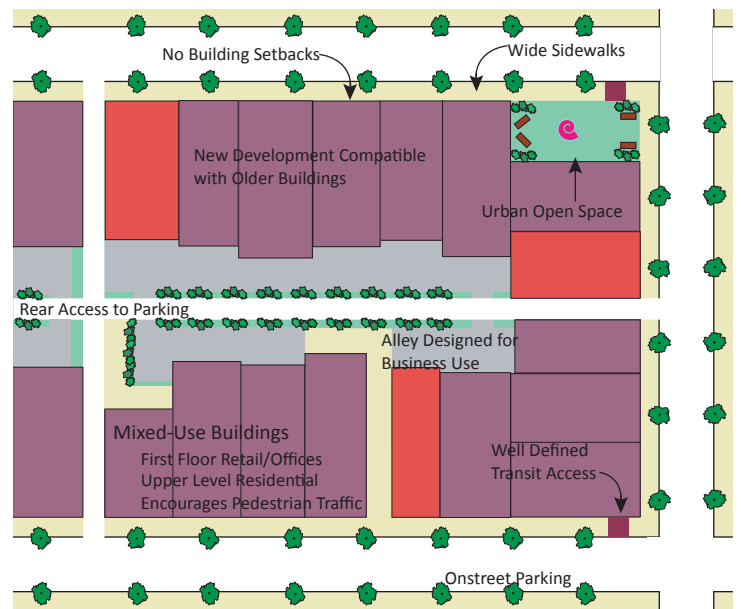 No Building Setbacks
Wide Sidewalks
New Development Compatible
with Older Buildings
Urban Open Space
Rear Access to Parking
Alley Designed for
Business Use
Mixed-Use Buildings
First Floor Retail/Offices
Upper Level Residential
Encourages Pedestrian Traffic
Well Defined
Transit Access
Onstreet Parking